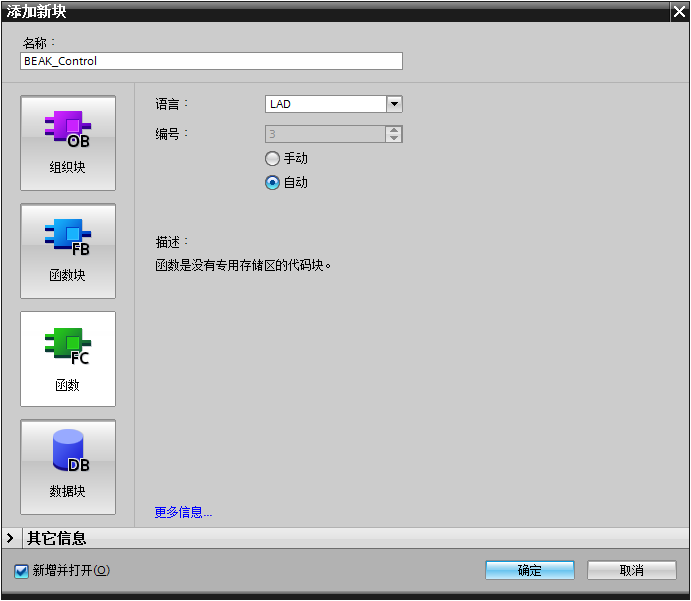 添加新块
名称：
BEAK_Control
OB
组织块
FB
函数块
FC
函数
DB
数据块
语言：
LAD
编号：
3
手动
自动
描述：
函数是没有专用存储区的代码块。
更多信息...
其它信息
新增并打开(O)
确定
取消